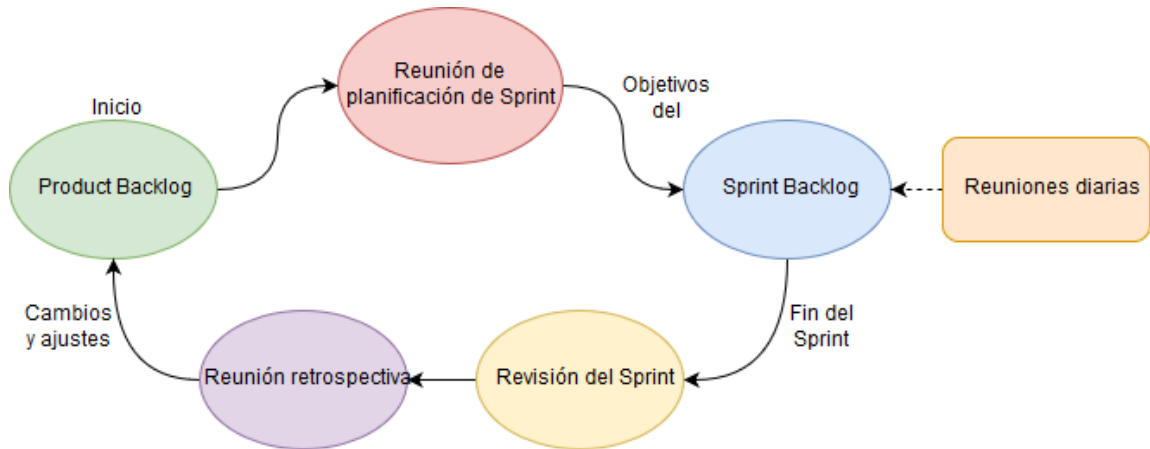 Inicio
Product Backlog
Reunión de
planificación de Sprint
Objetivos
del
Sprint Backlog
Reuniones diarias
Fin del
Sprint
Revisión del Sprint
Reunión retrospectiva
Cambios
y ajustes